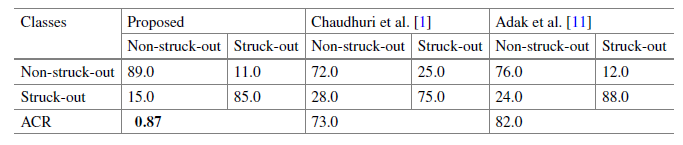 Classes Proposed Chaudhuri et al. [1] Adak et al. [11]
Non-struck-out Struck-out Non-struck-out Struck-out Non-struck-out Struck-out
Non-struck-out 89.0 11.0 72.0 25.0 76.0 12.0
Struck-out 15.0 85.0 28.0 75.0 24.0 88.0
ACR 0.87 73.0 82.0